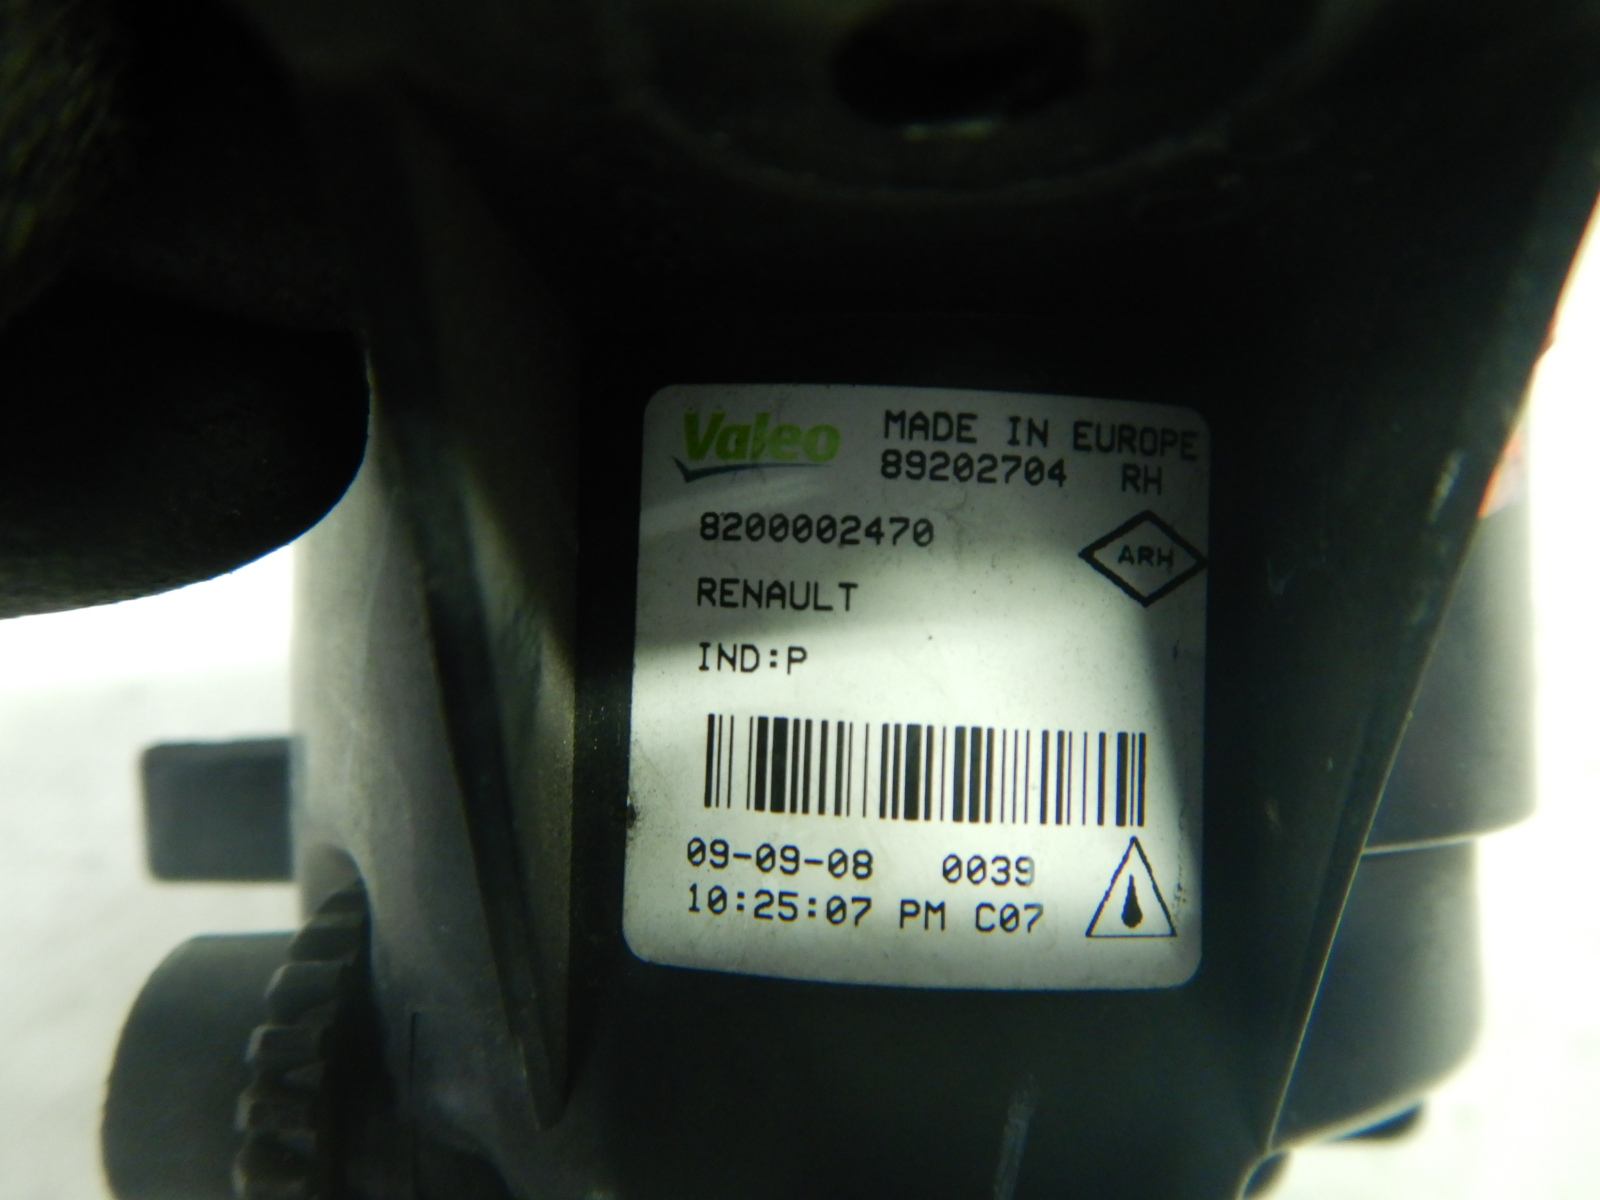 Valeo MADE IN EUROPE
89202704 RH
8200002470
ARH
RENAULT
IND:P
09-09-08 0039
10:25:07 PM C07